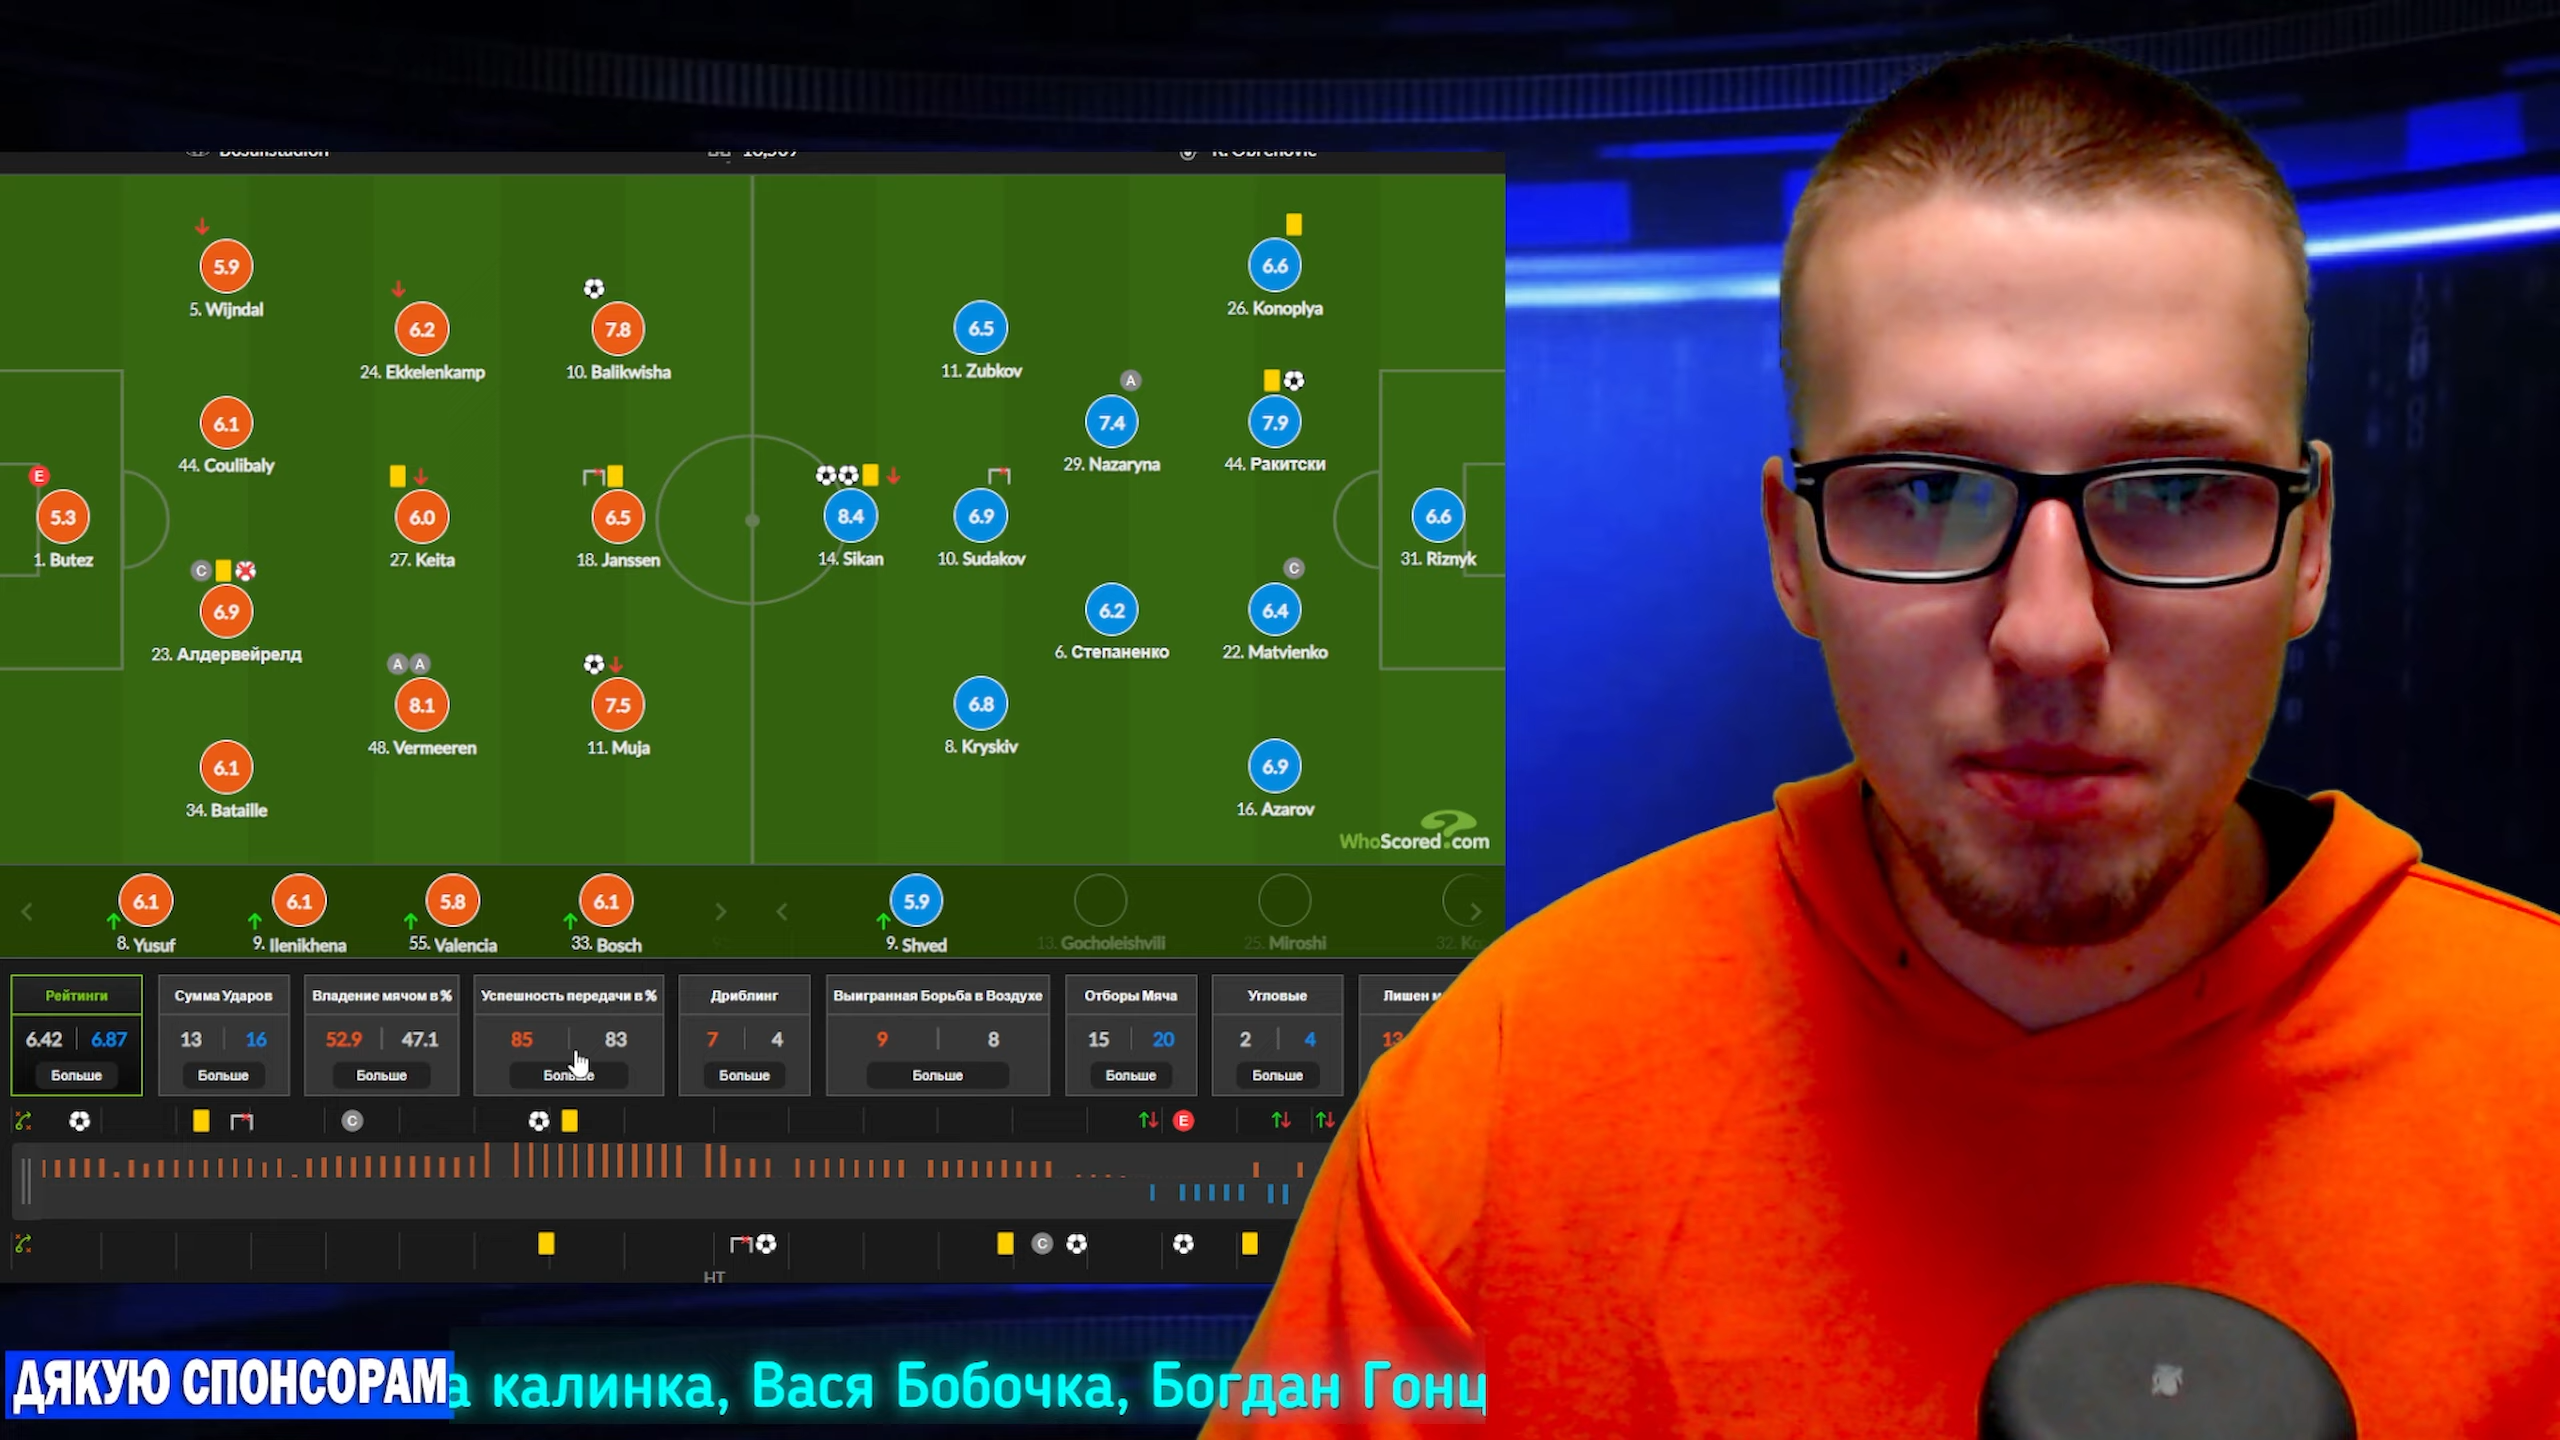 5.9
5. Wijndal
6.2
24. Ekkelenkamp
7.8
10. Balikwisha
6.5
11. Zubkov
6.6
26. Konoplya
6.1
44. Coulibaly
A
7.4
29. Nazaryna
7.9
44. Ракитски
E
5.3
1. Butez
6.0
27. Keita
6.5
18. Janssen
8.4
14. Sikan
6.9
10. Sudakov
6.6
31. Riznyk
C
6.9
23. Алдервейрелд
6.2
6. Степаненко
C
6.4
22. Matvienko
A A
8.1
48. Vermeeren
7.5
11. Muja
6.8
8. Kryskiv
6.1
34. Bataille
6.9
16. Azarov
WhoScored.com
6.1
8. Yusuf
6.1
9. Ilenikhena
5.8
55. Valencia
6.1
33. Bosch
5.9
9. Shved
13. Gocholeishvili
25. Miroshi
Рейтинги
6.42 6.87
Больше
Сумма Ударов
13 16
Больше
Владение мячом в %
52.9 47.1
Больше
Успешность передачи в %
85 83
Больше
Дриблинг
7 4
Больше
Выигранная Борьба в Воздухе
9 8
Больше
Отборы Мяча
15 20
Больше
Угловые
2 4
Больше
C
E
C
HT
ДЯКУЮ СПОНСОРАМ
а калинка, Вася Бобочка, Богдан Гонц